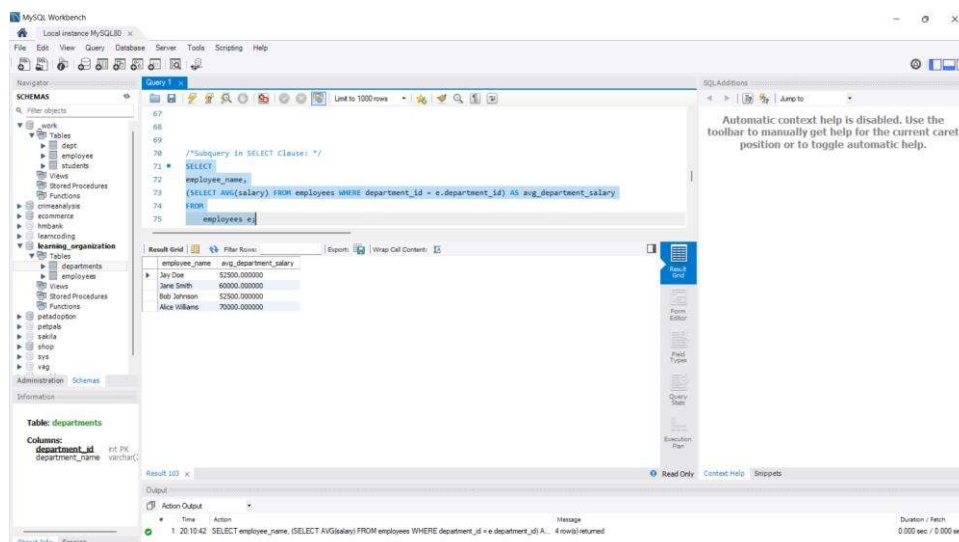 MySQL Workbench
Local instance MySQL80 ×
File Edit View Query Database Server Tools Scripting Help
Navigator
SCHEMAS
Filter objects
_work
Tables
dept
employee
students
Views
Stored Procedures
Functions
crimeanalysis
ecommerce
hmbank
learncoding
learning_organization
Tables
departments
employees
Views
Stored Procedures
Functions
petadoption
petpals
sakila
shop
sys
vag
Administration Schemas
Information
Table: departments
Columns:
department_id int PK
department_name varchar(
Query 1 ×
Limit to 1000 rows
67
68
69
70 /*Subquery in SELECT Clause: */
71 SELECT
72 employee_name,
73 (SELECT AVG(salary) FROM employees WHERE department_id = e.department_id) AS avg_department_salary
74 FROM
75 employees e;
Result Grid Filter Rows: Export: Wrap Cell Content:
employee_name avg_department_salary
Jay Doe 52500.000000
Jane Smith 60000.000000
Bob Johnson 52500.000000
Alice Williams 70000.000000
Result Grid
Form Editor
Field Types
Query Stats
Execution Plan
Result 103 × Read Only
SQLAdditions
Jump to
Automatic context help is disabled. Use the
toolbar to manually get help for the current caret
position or to toggle automatic help.
Context Help Snippets
Output
Action Output
# Time Action Message Duration / Fetch
1 20:10:42 SELECT employee_name, (SELECT AVG(salary) FROM employees WHERE department_id = e.department_id) A... 4 row(s) returned 0.000 sec / 0.000 se
Object Info Session